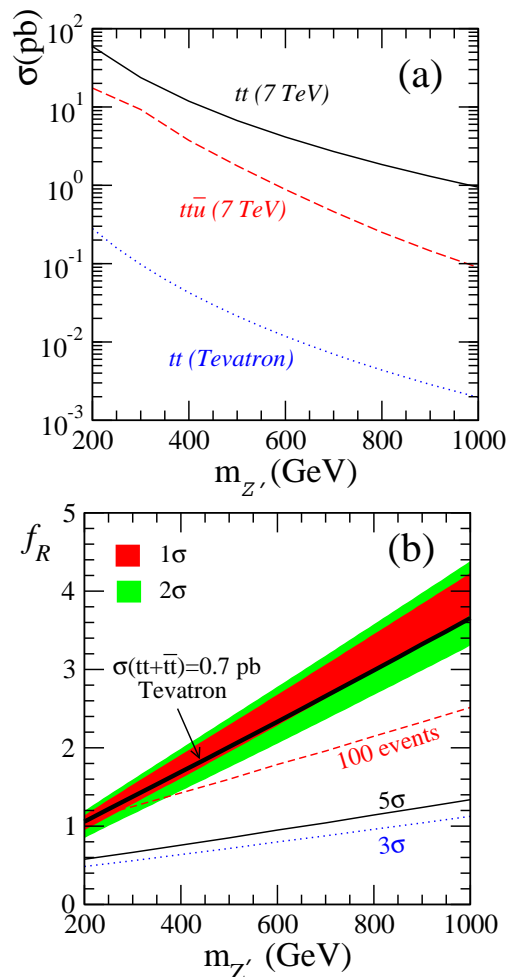 10²
σ(pb)
(a)
tt (7 TeV)
10¹
10⁰
ttū (7 TeV)
10⁻¹
10⁻²
tt (Tevatron)
10⁻³
200 400 600 800 1000
m_Z′ (GeV)
5
f_R
(b)
1σ
2σ
4
σ(tt+t̅t̅)=0.7 pb
Tevatron
3
2
100 events
5σ
1
3σ
0
200 400 600 800 1000
m_Z′ (GeV)